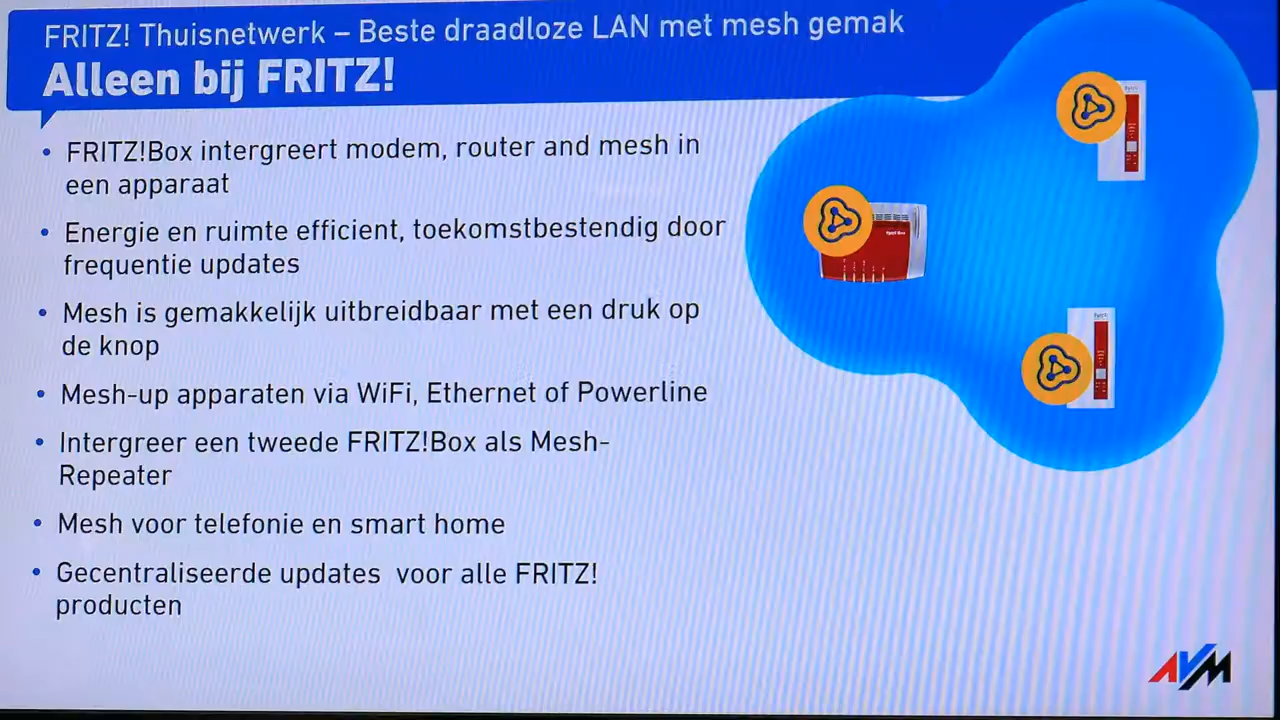 FRITZ! Thuisnetwerk – Beste draadloze LAN met mesh gemak
Alleen bij FRITZ!
• FRITZ!Box intergreert modem, router and mesh in
een apparaat
• Energie en ruimte efficient, toekomstbestendig door
frequentie updates
• Mesh is gemakkelijk uitbreidbaar met een druk op
de knop
• Mesh-up apparaten via WiFi, Ethernet of Powerline
• Intergreer een tweede FRITZ!Box als Mesh-
Repeater
• Mesh voor telefonie en smart home
• Gecentraliseerde updates  voor alle FRITZ!
producten
AVM